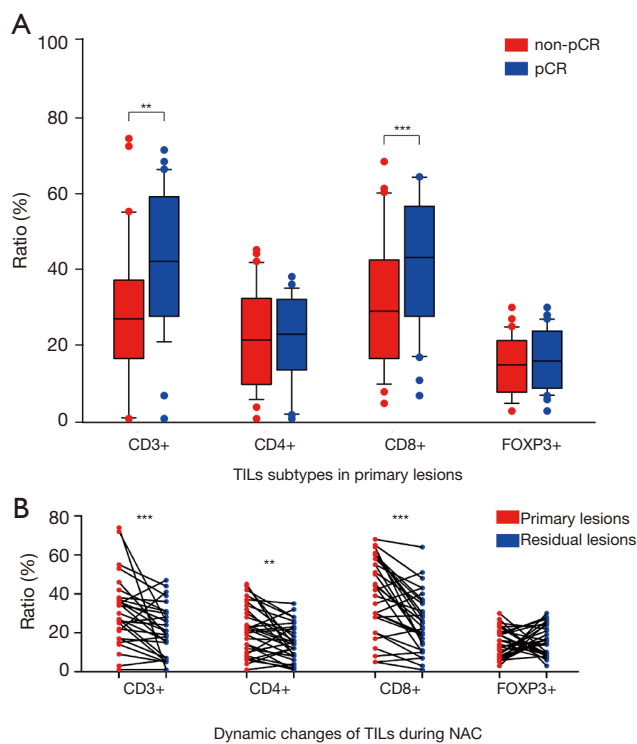 A
100
80
60
40
20
0
Ratio (%)
non-pCR
pCR
**
***
CD3+ CD4+ CD8+ FOXP3+
TILs subtypes in primary lesions
B
80
60
40
20
0
Ratio (%)
*** ** ***
Primary lesions
Residual lesions
CD3+ CD4+ CD8+ FOXP3+
Dynamic changes of TILs during NAC